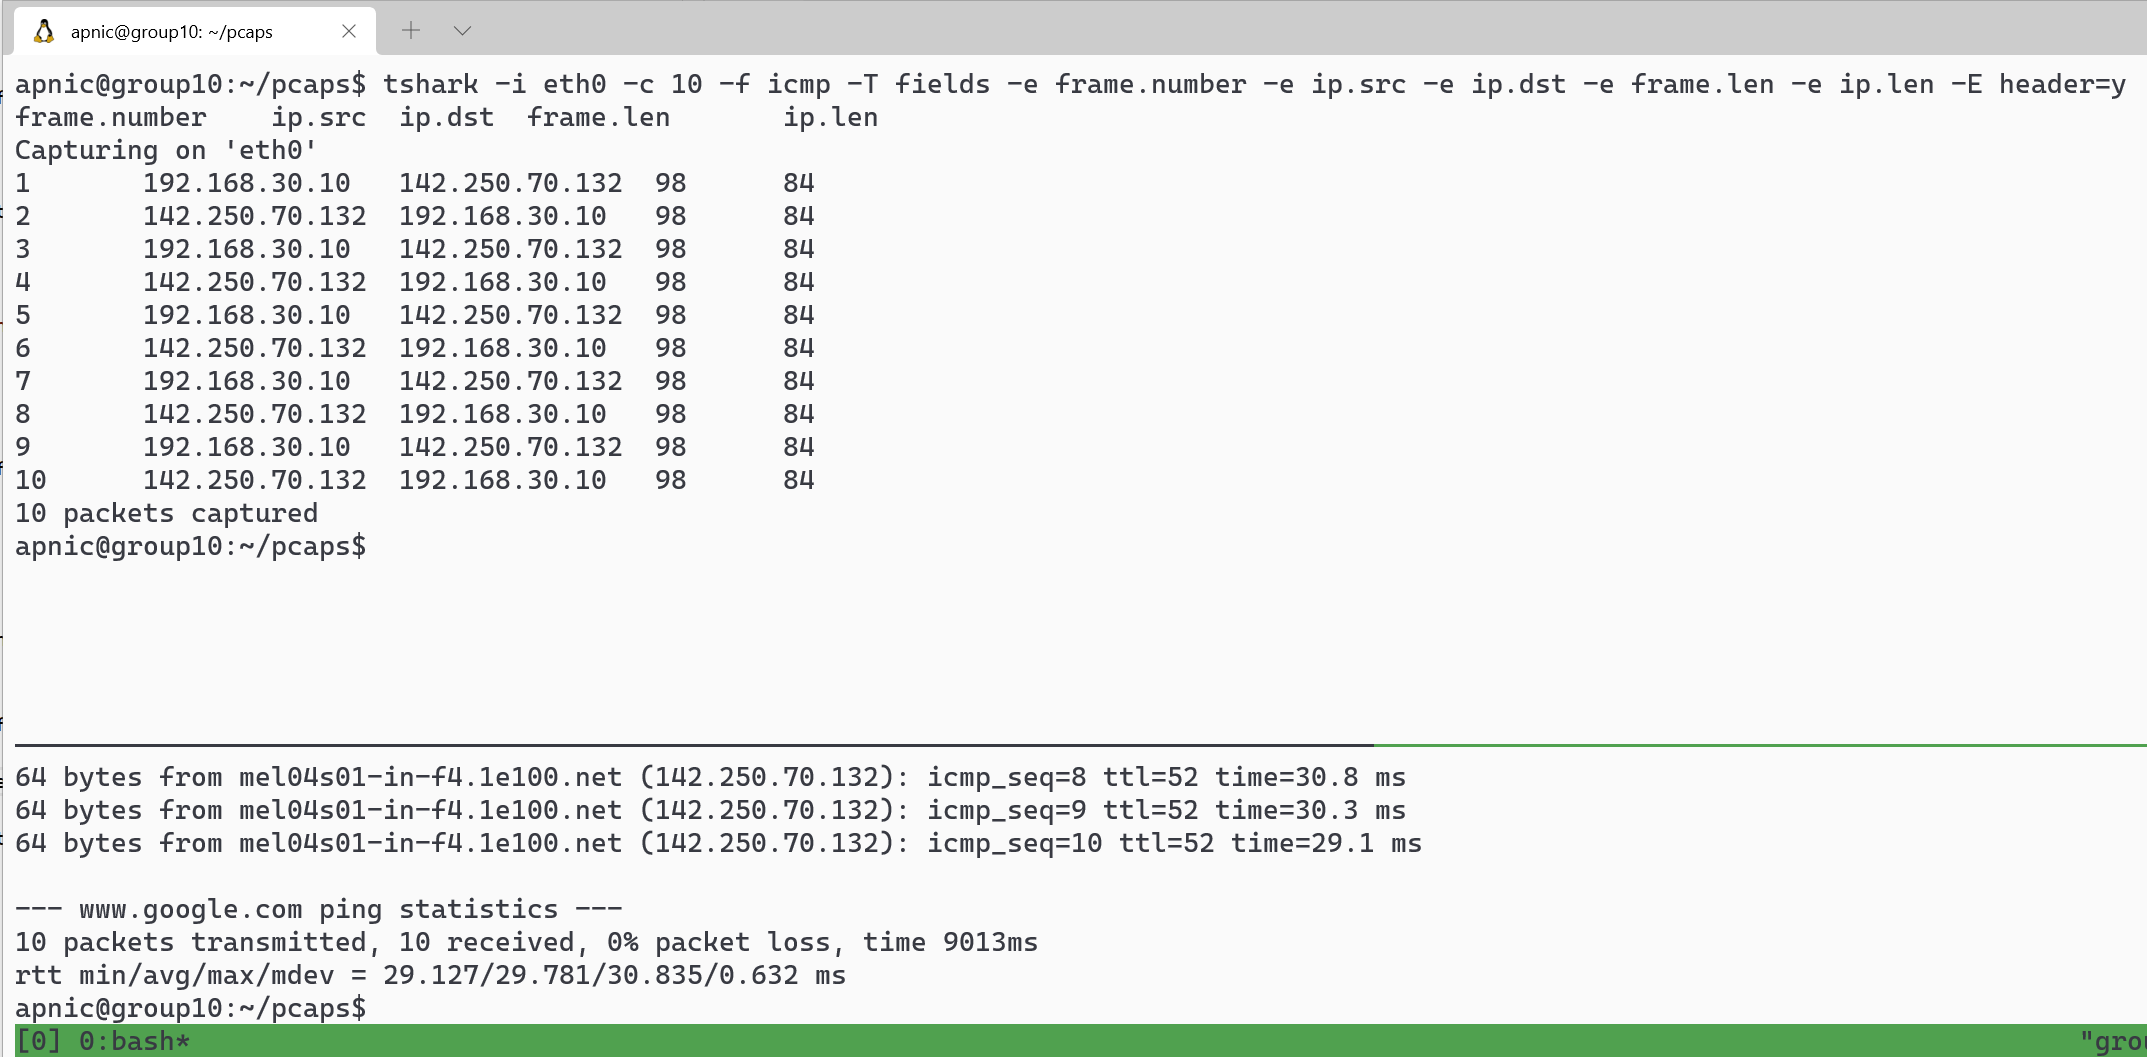 apnic@group10: ~/pcaps
apnic@group10:~/pcaps$ tshark -i eth0 -c 10 -f icmp -T fields -e frame.number -e ip.src -e ip.dst -e frame.len -e ip.len -E header=y
frame.number    ip.src  ip.dst  frame.len       ip.len
Capturing on 'eth0'
1       192.168.30.10   142.250.70.132  98      84
2       142.250.70.132  192.168.30.10   98      84
3       192.168.30.10   142.250.70.132  98      84
4       142.250.70.132  192.168.30.10   98      84
5       192.168.30.10   142.250.70.132  98      84
6       142.250.70.132  192.168.30.10   98      84
7       192.168.30.10   142.250.70.132  98      84
8       142.250.70.132  192.168.30.10   98      84
9       192.168.30.10   142.250.70.132  98      84
10      142.250.70.132  192.168.30.10   98      84
10 packets captured
apnic@group10:~/pcaps$
64 bytes from mel04s01-in-f4.1e100.net (142.250.70.132): icmp_seq=8 ttl=52 time=30.8 ms
64 bytes from mel04s01-in-f4.1e100.net (142.250.70.132): icmp_seq=9 ttl=52 time=30.3 ms
64 bytes from mel04s01-in-f4.1e100.net (142.250.70.132): icmp_seq=10 ttl=52 time=29.1 ms
--- www.google.com ping statistics ---
10 packets transmitted, 10 received, 0% packet loss, time 9013ms
rtt min/avg/max/mdev = 29.127/29.781/30.835/0.632 ms
apnic@group10:~/pcaps$
[0] 0:bash* "gro